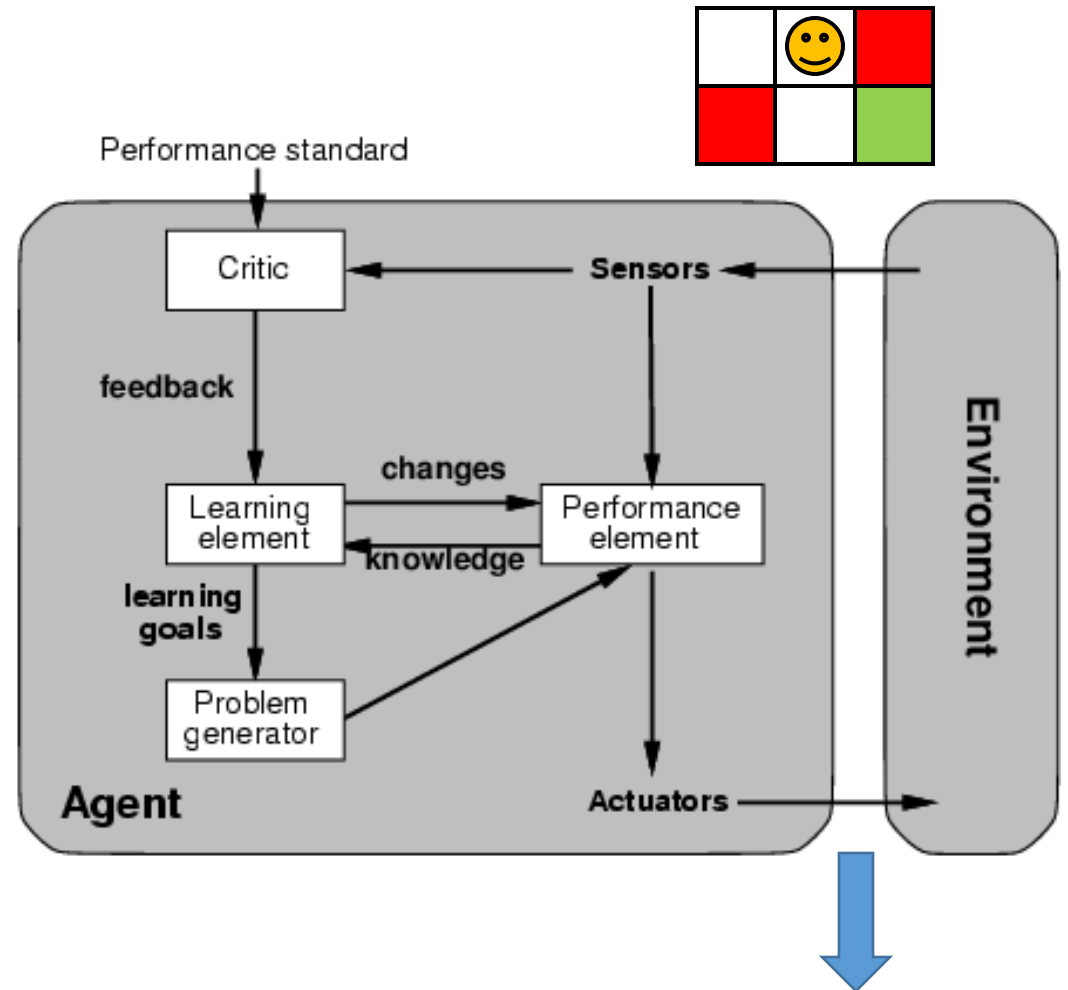 Performance standard
Critic
Sensors
feedback
changes
Learning
element
Performance
element
knowledge
learning
goals
Problem
generator
Agent
Actuators
Environment